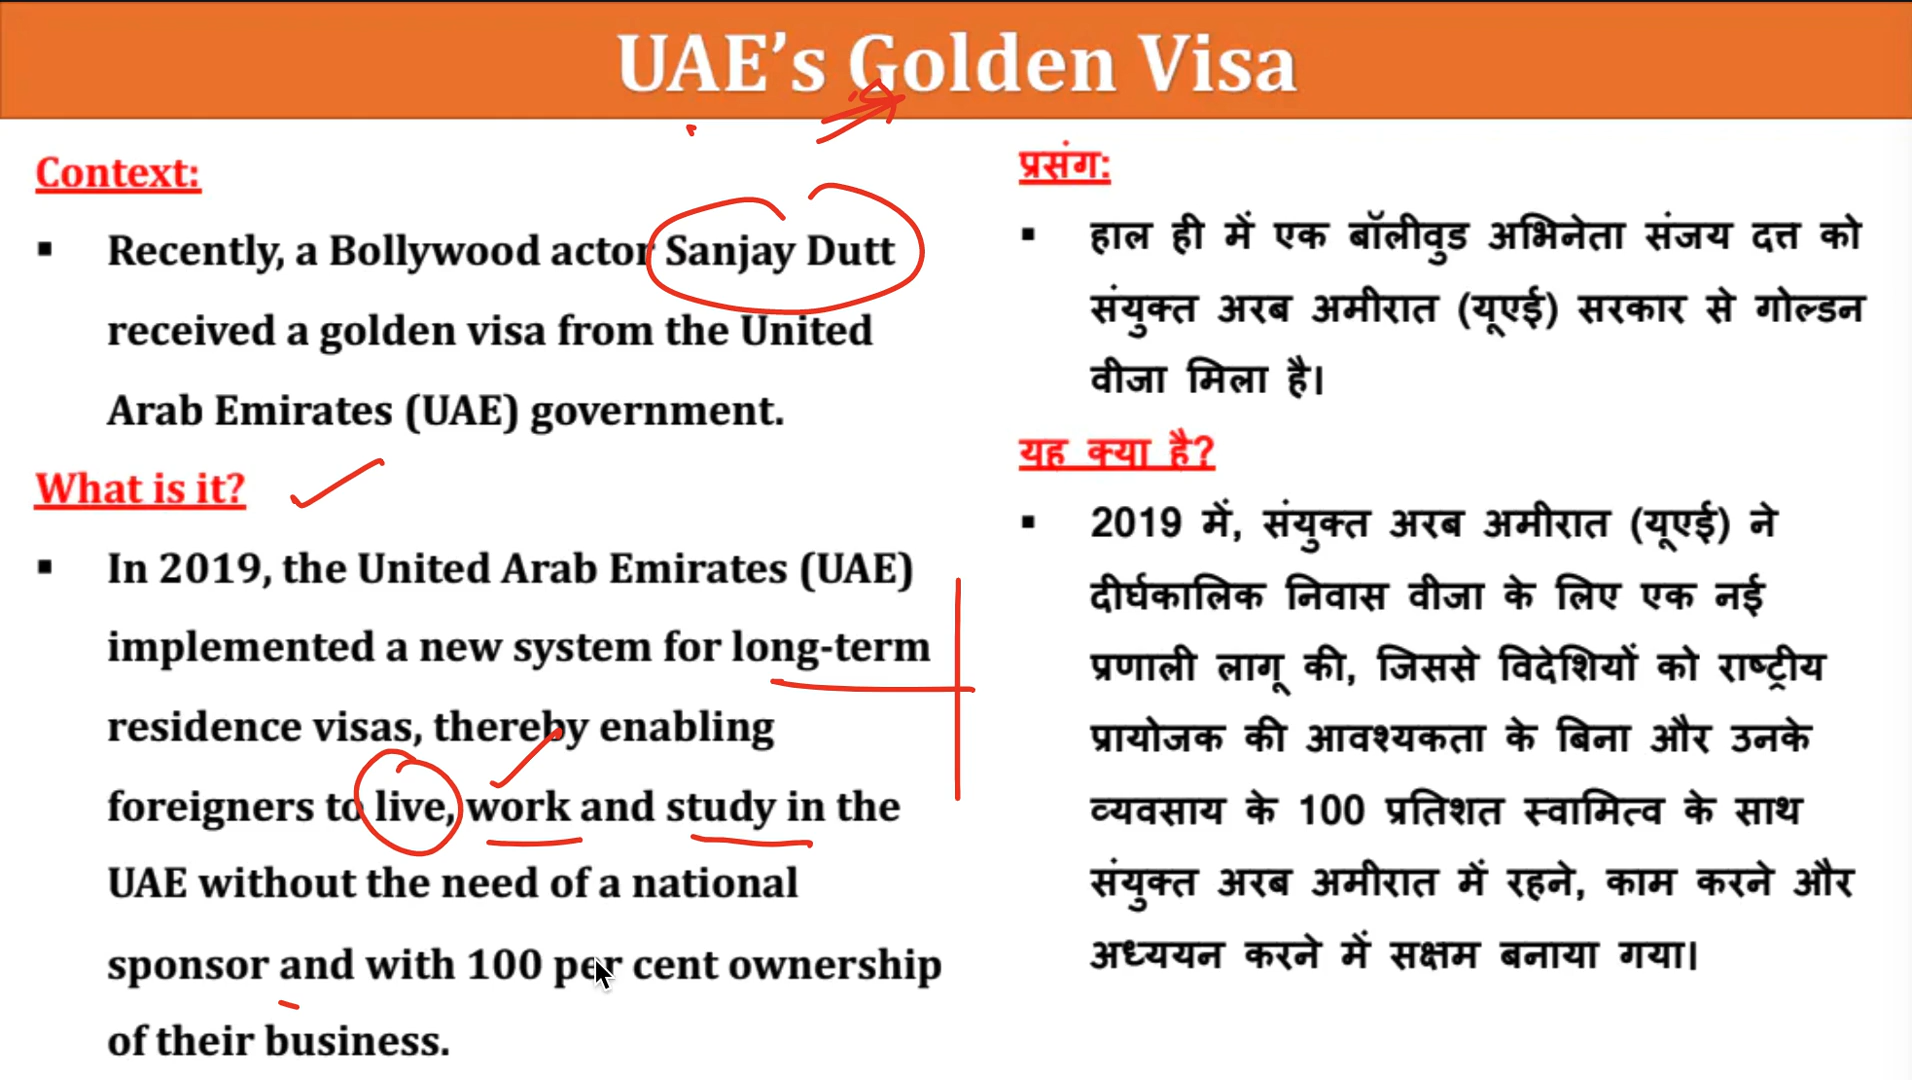 UAE's Golden Visa
Context:
▪ Recently, a Bollywood actor Sanjay Dutt
received a golden visa from the United
Arab Emirates (UAE) government.
What is it?
▪ In 2019, the United Arab Emirates (UAE)
implemented a new system for long-term
residence visas, thereby enabling
foreigners to live, work and study in the
UAE without the need of a national
sponsor and with 100 per cent ownership
of their business.
प्रसंग:
▪ हाल ही में एक बॉलीवुड अभिनेता संजय दत्त को
संयुक्त अरब अमीरात (यूएई) सरकार से गोल्डन
वीजा मिला है।
यह क्या है?
▪ 2019 में, संयुक्त अरब अमीरात (यूएई) ने
दीर्घकालिक निवास वीजा के लिए एक नई
प्रणाली लागू की, जिससे विदेशियों को राष्ट्रीय
प्रायोजक की आवश्यकता के बिना और उनके
व्यवसाय के 100 प्रतिशत स्वामित्व के साथ
संयुक्त अरब अमीरात में रहने, काम करने और
अध्ययन करने में सक्षम बनाया गया।